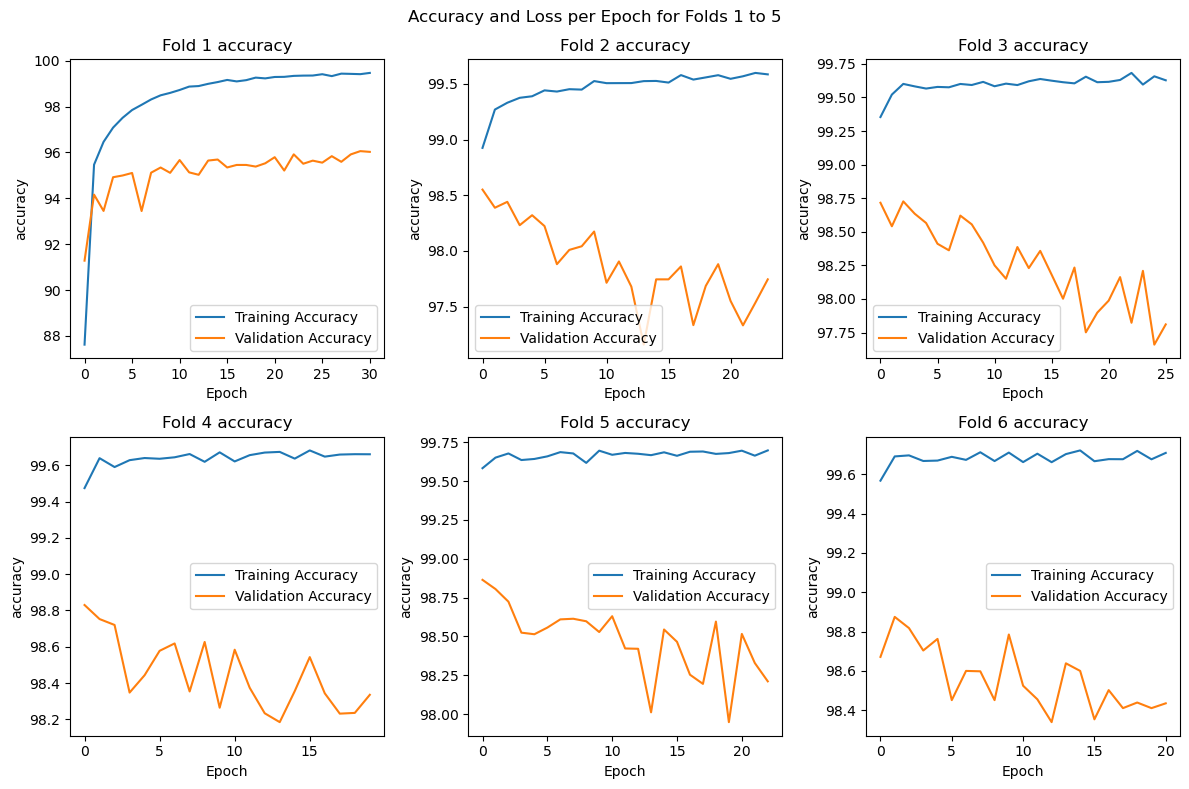 Accuracy and Loss per Epoch for Folds 1 to 5
Fold 1 accuracy
100
98
96
94
92
90
88
accuracy
0 5 10 15 20 25 30
Epoch
Training Accuracy
Validation Accuracy
Fold 2 accuracy
99.5
99.0
98.5
98.0
97.5
accuracy
0 5 10 15 20
Epoch
Training Accuracy
Validation Accuracy
Fold 3 accuracy
99.75
99.50
99.25
99.00
98.75
98.50
98.25
98.00
97.75
accuracy
0 5 10 15 20 25
Epoch
Training Accuracy
Validation Accuracy
Fold 4 accuracy
99.6
99.4
99.2
99.0
98.8
98.6
98.4
98.2
accuracy
0 5 10 15
Epoch
Training Accuracy
Validation Accuracy
Fold 5 accuracy
99.75
99.50
99.25
99.00
98.75
98.50
98.25
98.00
accuracy
0 5 10 15 20
Epoch
Training Accuracy
Validation Accuracy
Fold 6 accuracy
99.6
99.4
99.2
99.0
98.8
98.6
98.4
accuracy
0 5 10 15 20
Epoch
Training Accuracy
Validation Accuracy